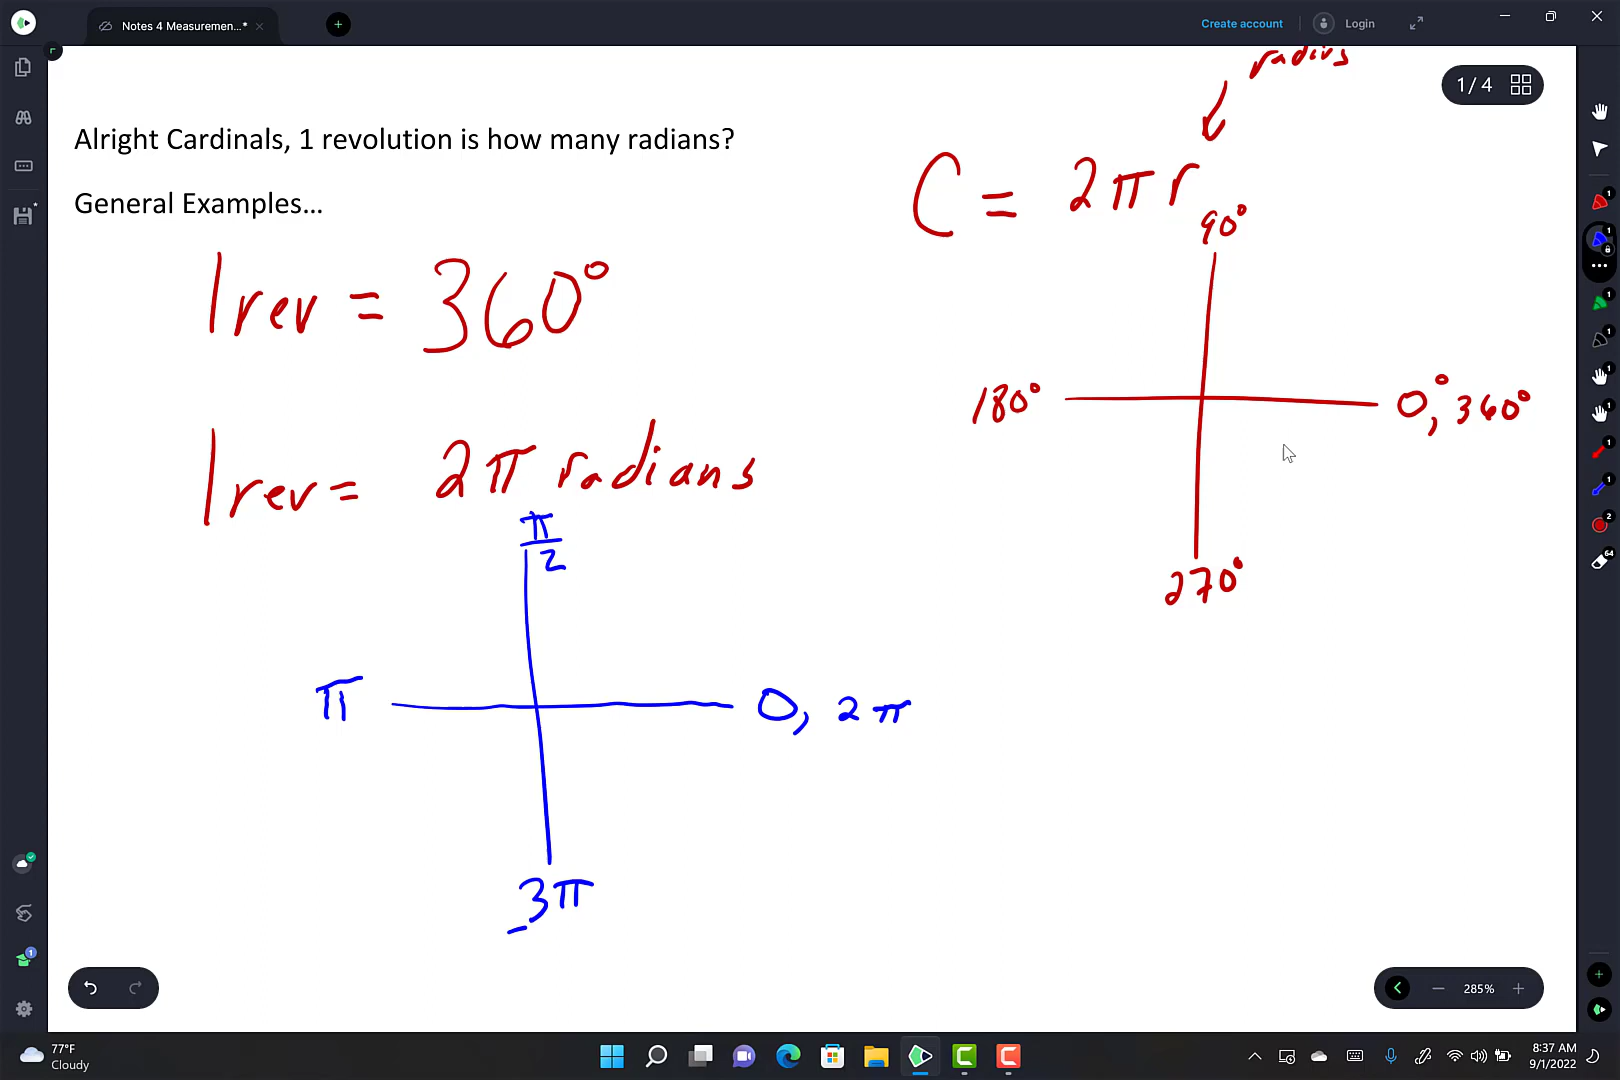 Notes 4 Measuremen...*
Create account
Login
radius
1 / 4
Alright Cardinals, 1 revolution is how many radians?
General Examples...
C = 2πr
1rev = 360°
90°
180°
0°, 360°
270°
1rev = 2π radians
π/2
π
0, 2π
3π
285%
77°F
Cloudy
8:37 AM
9/1/2022